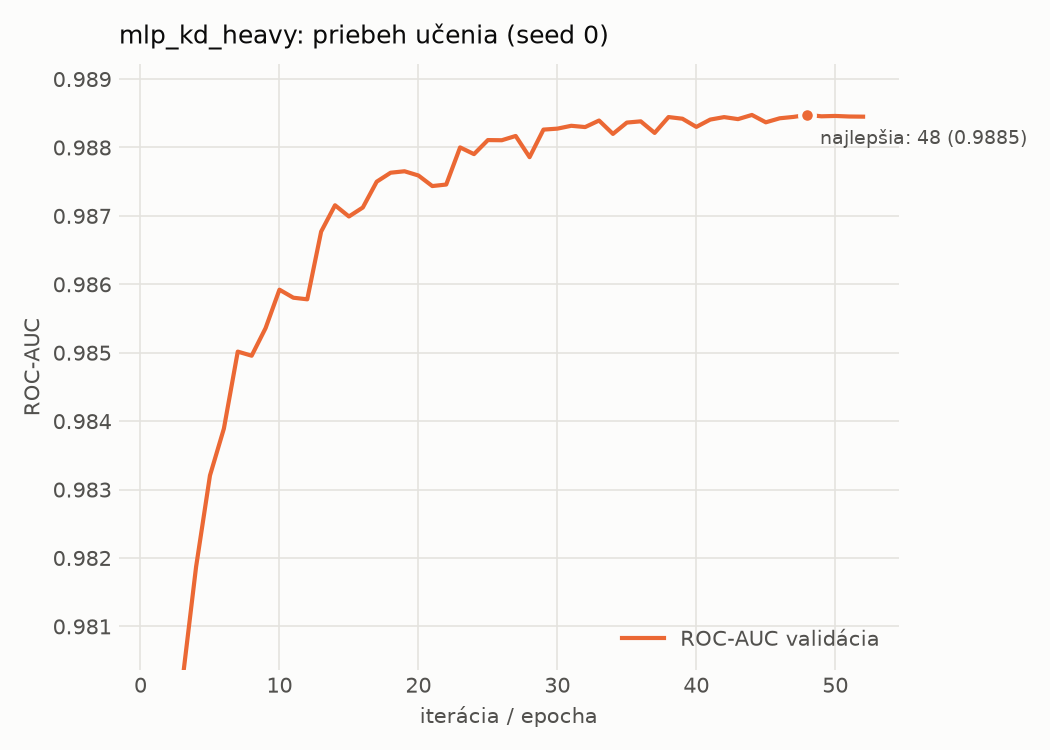 mlp_kd_heavy: priebeh učenia (seed 0)
0.989
0.988
0.987
0.986
0.985
0.984
0.983
0.982
0.981
ROC-AUC
najlepšia: 48 (0.9885)
ROC-AUC validácia
0 10 20 30 40 50
iterácia / epocha